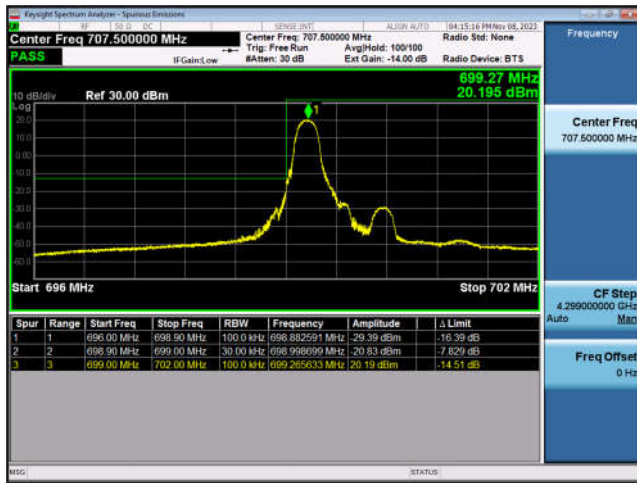 Keysight Spectrum Analyzer - Spurious Emissions
RF 50 Ω DC SENSE:INT ALIGN AUTO 04:15:16 PM Nov 08, 2023
Center Freq 707.500000 MHz Center Freq: 707.500000 MHz Radio Std: None
PASS Trig: Free Run Avg|Hold: 100/100
IFGain:Low #Atten: 30 dB Ext Gain: -14.00 dB Radio Device: BTS
Frequency
699.27 MHz
10 dB/div Ref 30.00 dBm 20.195 dBm
Log
20.0
10.0
0.00
1
Start 696 MHz Stop 702 MHz
Center Freq
707.500000 MHz
CF Step
4.299000000 GHz
Auto Man
Freq Offset
0 Hz
Spur Range Start Freq Stop Freq RBW Frequency Amplitude Δ Limit
1 1 696.00 MHz 698.90 MHz 100.0 kHz 698.882591 MHz -29.39 dBm -16.39 dB
2 2 698.90 MHz 699.00 MHz 30.00 kHz 698.998699 MHz -20.83 dBm -7.829 dB
3 3 699.00 MHz 702.00 MHz 100.0 kHz 699.265633 MHz 20.19 dBm -14.51 dB
MSG STATUS